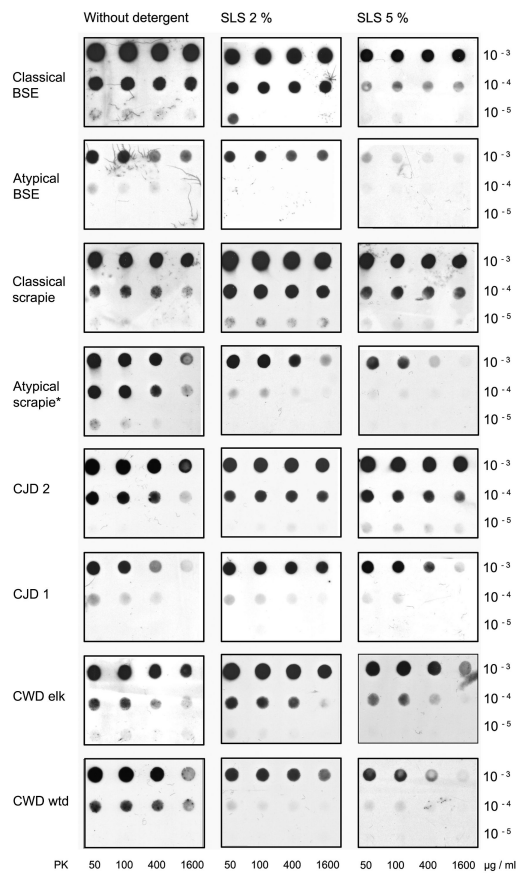 Without detergent SLS 2 % SLS 5 %
Classical
BSE
10⁻³
10⁻⁴
10⁻⁵
Atypical
BSE
10⁻³
10⁻⁴
10⁻⁵
Classical
scrapie
10⁻³
10⁻⁴
10⁻⁵
Atypical
scrapie*
10⁻³
10⁻⁴
10⁻⁵
CJD 2
10⁻³
10⁻⁴
10⁻⁵
CJD 1
10⁻³
10⁻⁴
10⁻⁵
CWD elk
10⁻³
10⁻⁴
10⁻⁵
CWD wtd
10⁻³
10⁻⁴
10⁻⁵
PK 50 100 400 1600 50 100 400 1600 50 100 400 1600 µg / ml